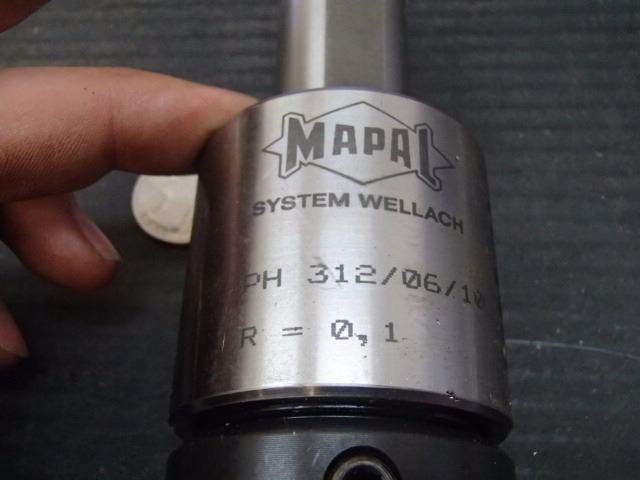 MAPAL
SYSTEM WELLACH
PH 312/06/10
R = 0,1